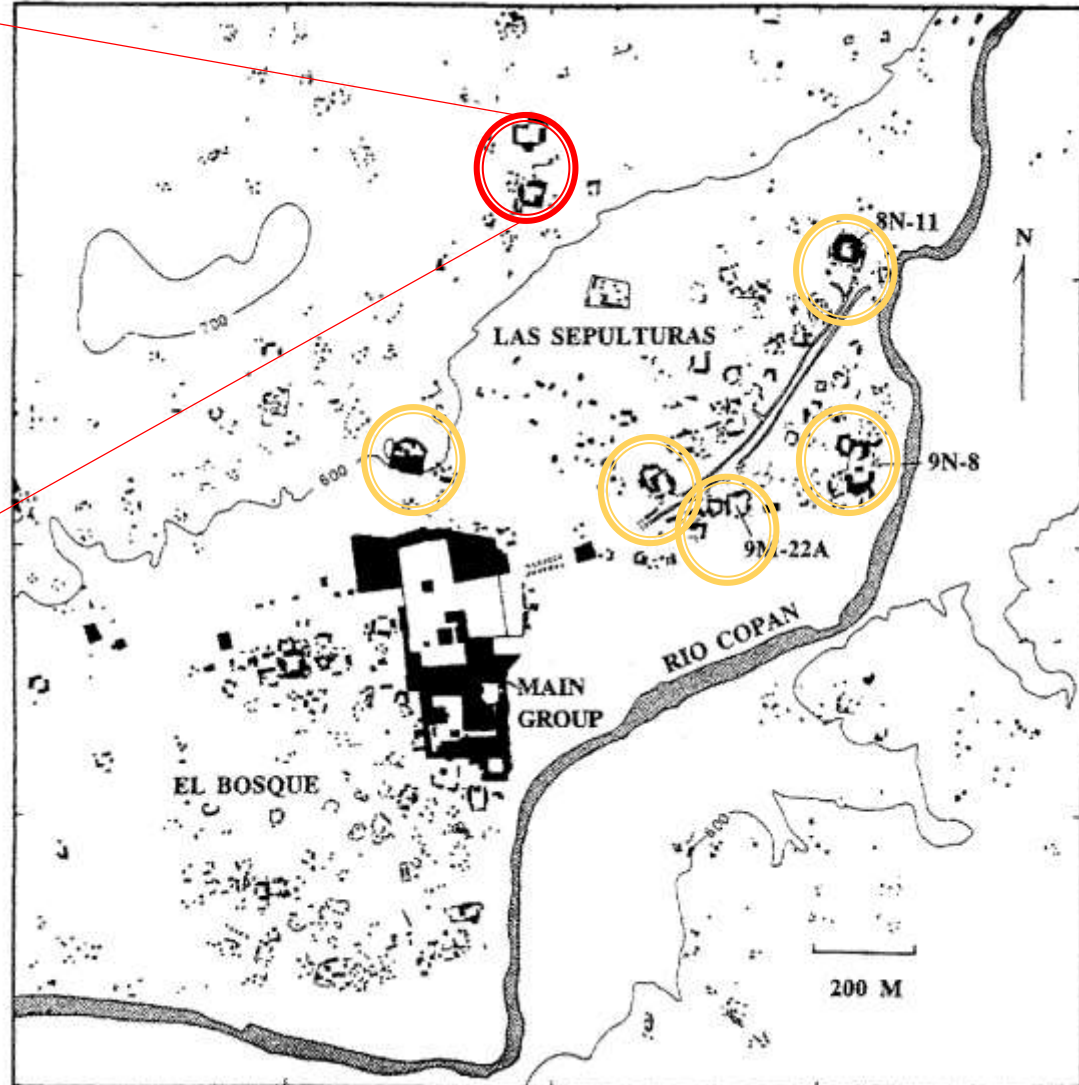 8N-11
N
700
LAS SEPULTURAS
600
9N-8
9M-22A
RIO COPAN
MAIN
GROUP
EL BOSQUE
600
200 M